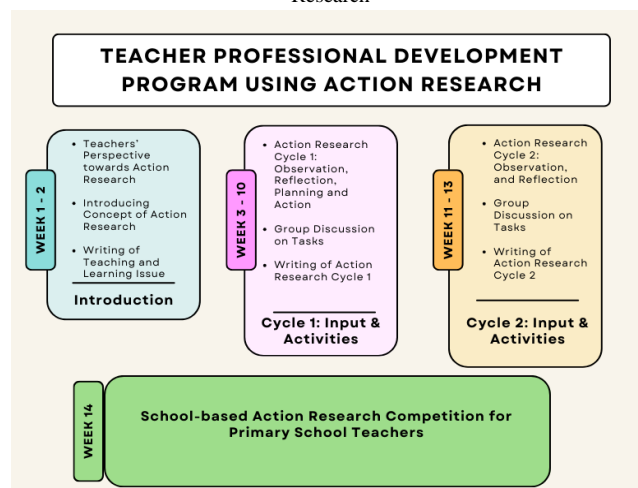 Research
TEACHER PROFESSIONAL DEVELOPMENT
PROGRAM USING ACTION RESEARCH
WEEK 1 - 2
• Teachers'
Perspective
towards Action
Research
• Introducing
Concept of Action
Research
• Writing of
Teaching and
Learning Issue
Introduction
WEEK 3 - 10
• Action Research
Cycle 1:
Observation,
Reflection,
Planning and
Action
• Group Discussion
on Tasks
• Writing of Action
Research Cycle 1
Cycle 1: Input &
Activities
WEEK 11 - 13
• Action Research
Cycle 2:
Observation,
and Reflection
• Group
Discussion on
Tasks
• Writing of
Action Research
Cycle 2
Cycle 2: Input &
Activities
WEEK 14
School-based Action Research Competition for
Primary School Teachers